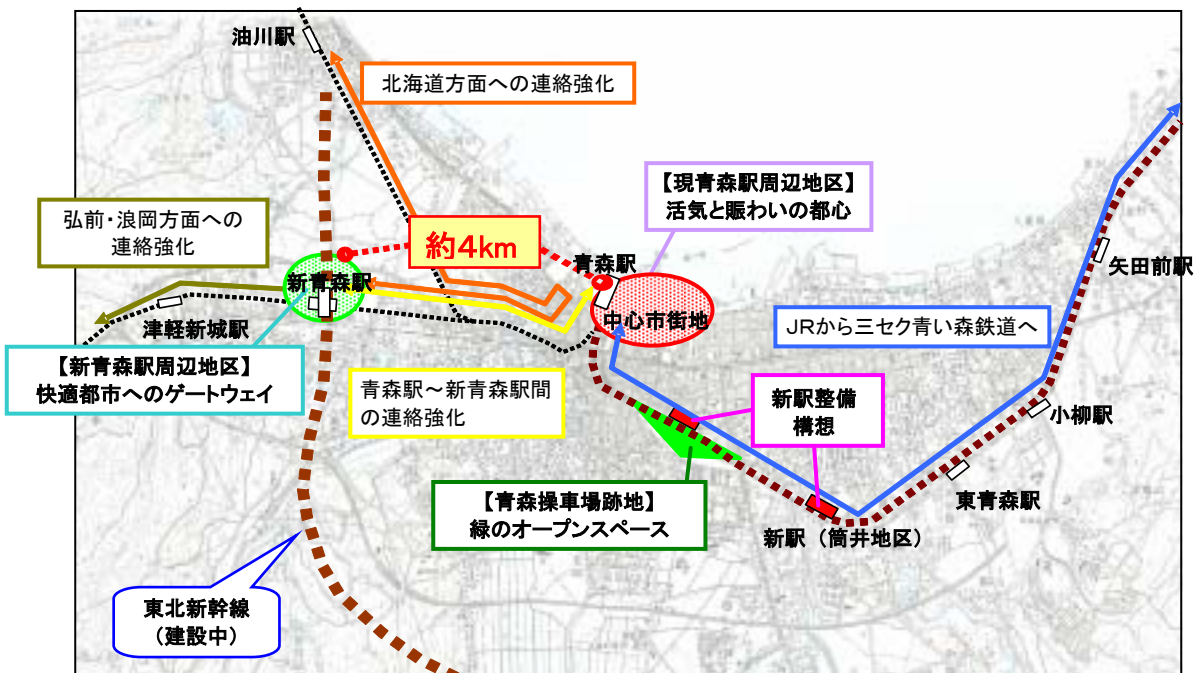 油川駅
北海道方面への連絡強化
【現青森駅周辺地区】
活気と賑わいの都心
弘前・浪岡方面への
連絡強化
約4km
青森駅
矢田前駅
新青森駅
中心市街地
津軽新城駅
JRから三セク青い森鉄道へ
【新青森駅周辺地区】
快適都市へのゲートウェイ
青森駅～新青森駅間
の連絡強化
新駅整備
構想
小柳駅
【青森操車場跡地】
緑のオープンスペース
東青森駅
新駅（筒井地区）
東北新幹線
（建設中）